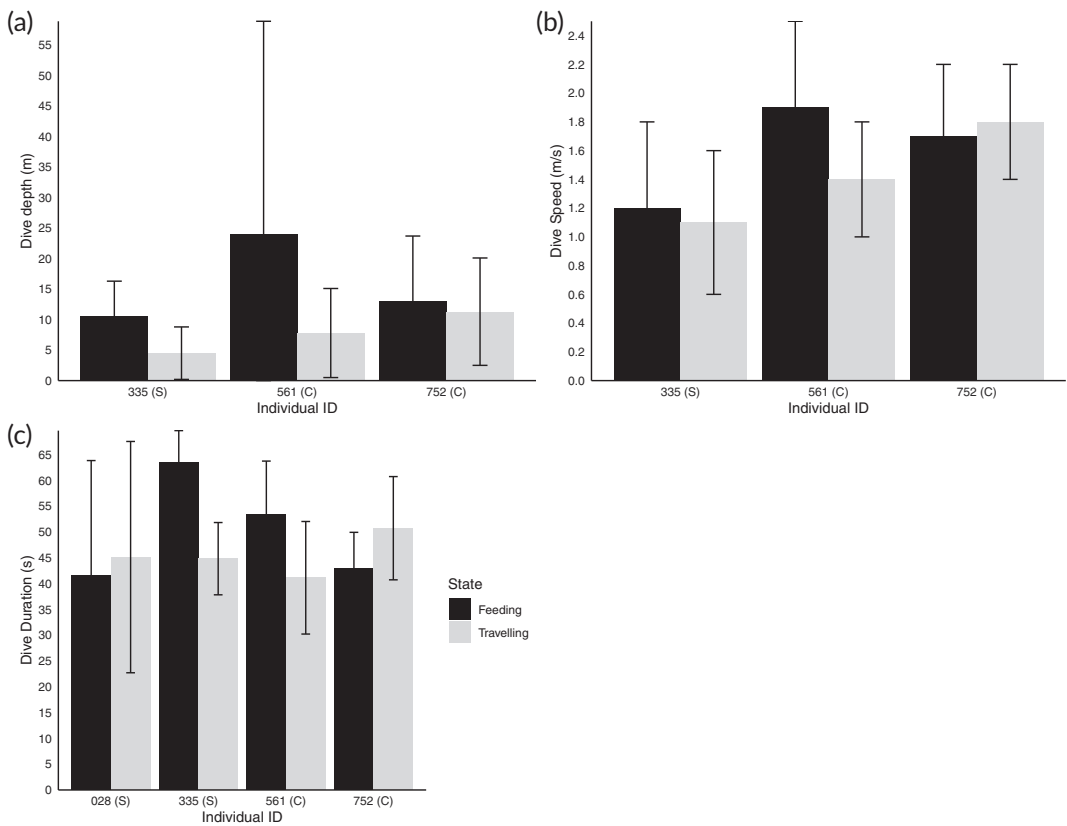 (a)
Dive depth (m)
55
50
45
40
35
30
25
20
15
10
5
0
335 (S) 561 (C) 752 (C)
Individual ID
(b)
Dive Speed (m/s)
2.4
2.2
2.0
1.8
1.6
1.4
1.2
1.0
0.8
0.6
0.4
0.2
0.0
335 (S) 561 (C) 752 (C)
Individual ID
(c)
Dive Duration (s)
65
60
55
50
45
40
35
30
25
20
15
10
5
0
028 (S) 335 (S) 561 (C) 752 (C)
Individual ID
State
Feeding
Travelling